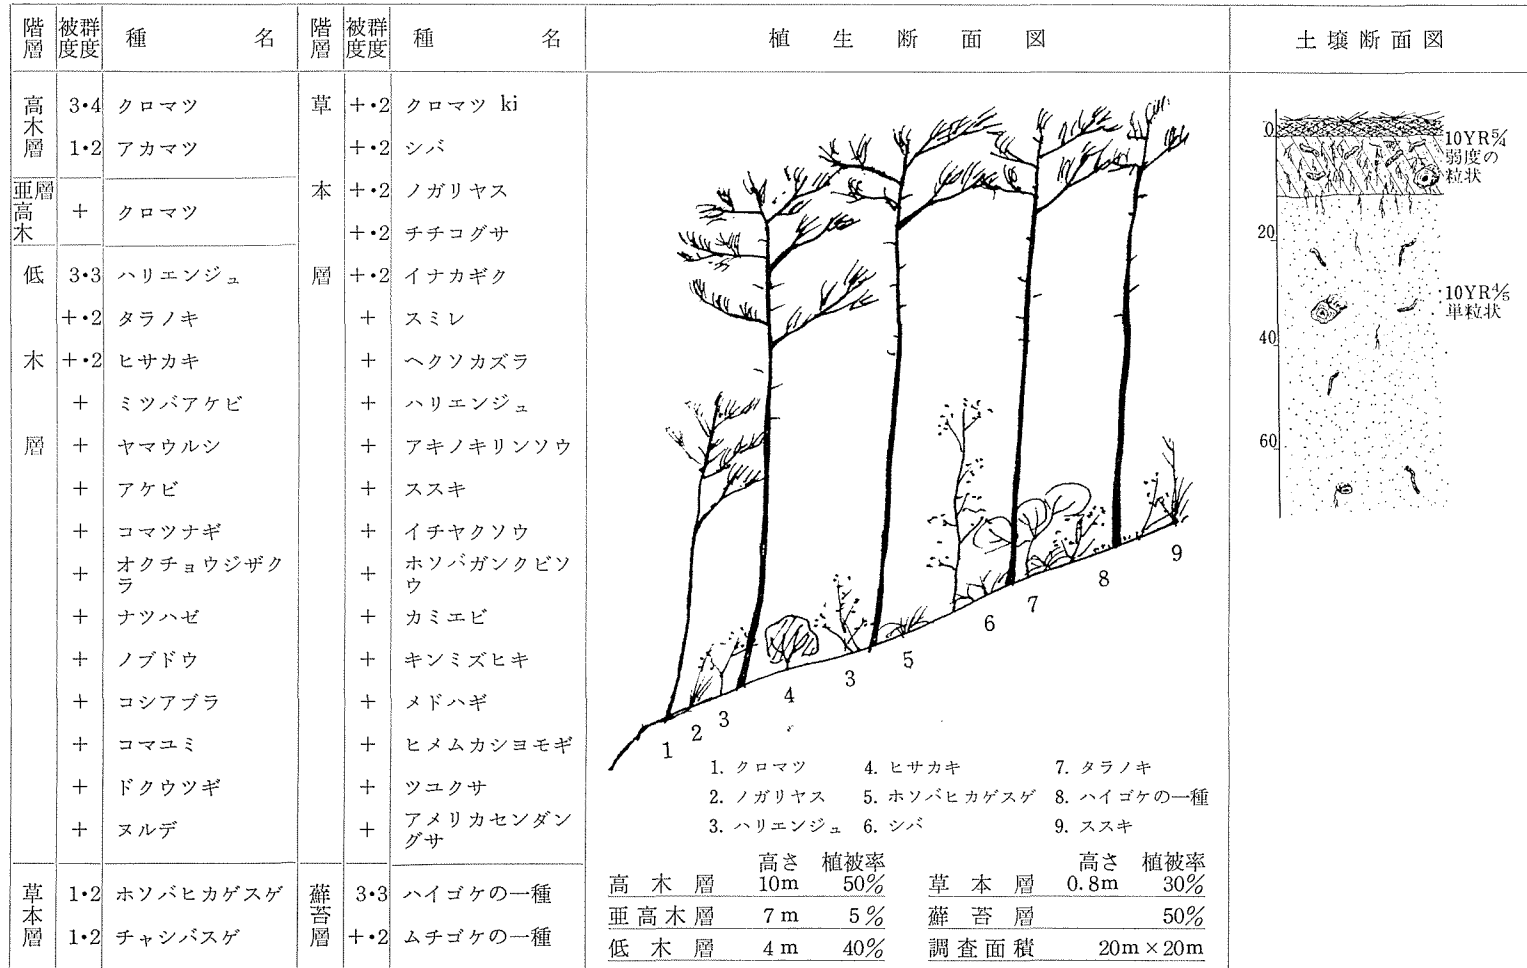 階層 被度 群度 種 名 階層 被度 群度 種 名 植生断面図 土壌断面図
高木層 3・4 クロマツ
1・2 アカマツ
亜高木層 + クロマツ
低木層 3・3 ハリエンジュ
+・2 タラノキ
+・2 ヒサカキ
+ ミツバアケビ
+ ヤマウルシ
+ アケビ
+ コマツナギ
+ オクチョウジザク
ラ
+ ナツハゼ
+ ノブドウ
+ コシアブラ
+ コマユミ
+ ドクウツギ
+ ヌルデ
草本層 1・2 ホソバヒカゲスゲ
1・2 チャシバスゲ
草本層 +・2 クロマツ ki
+・2 シバ
+・2 ノガリヤス
+・2 チチコグサ
+・2 イナカギク
+ スミレ
+ ヘクソカズラ
+ ハリエンジュ
+ アキノキリンソウ
+ ススキ
+ イチヤクソウ
+ ホソバガンクビソ
ウ
+ カミエビ
+ キンミズヒキ
+ メドハギ
+ ヒメムカシヨモギ
+ ツユクサ
+ アメリカセンダン
グサ
蘚苔層 3・3 ハイゴケの一種
+・2 ムチゴケの一種
1 2 3 4 3 5 6 7 8 9
1. クロマツ 4. ヒサカキ 7. タラノキ
2. ノガリヤス 5. ホソバヒカゲスゲ 8. ハイゴケの一種
3. ハリエンジュ 6. シバ 9. ススキ
高さ 植被率 高さ 植被率
高木層 10m 50% 草本層 0.8m 30%
亜高木層 7m 5% 蘚苔層 50%
低木層 4m 40% 調査面積 20m×20m
0
10YR5/4
弱度の
粒状
20
10YR4/5
単粒状
40
60